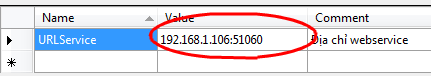 Name Value Comment
URLService 192.168.1.106:51060 Địa chỉ webservice